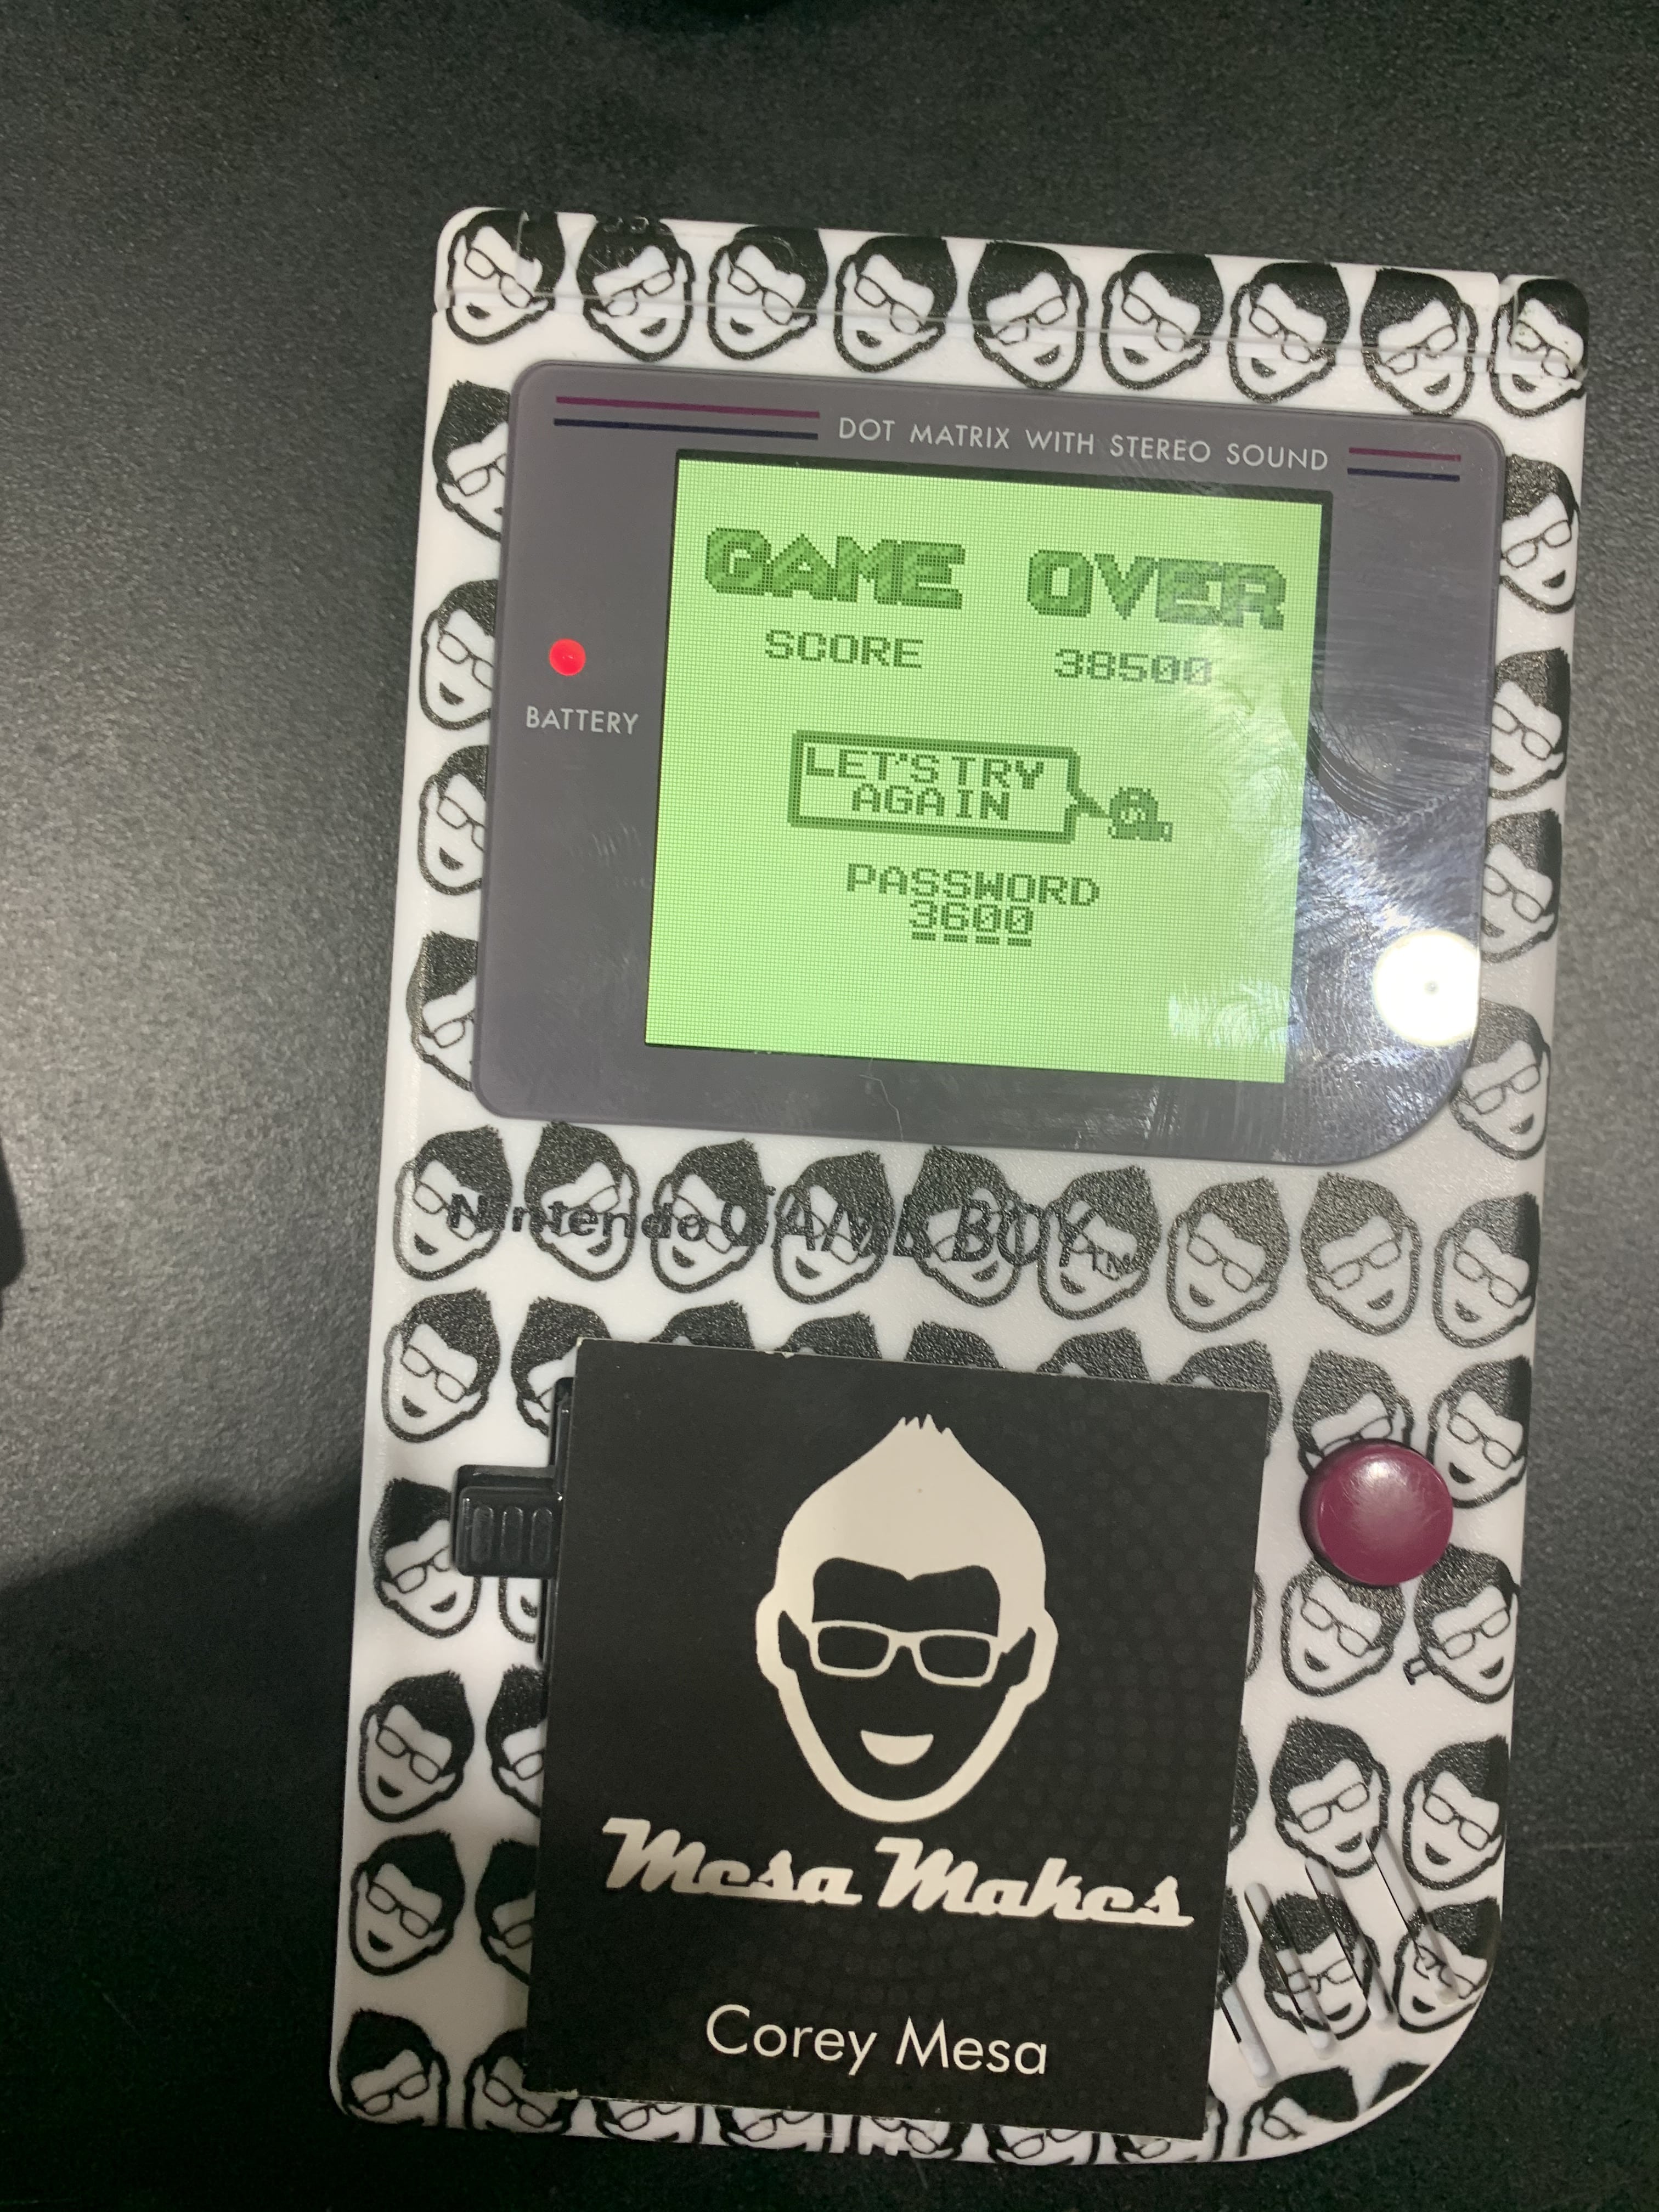 DOT MATRIX WITH STEREO SOUND
GAME OVER
SCORE 38500
BATTERY
LET'S TRY
AGAIN
PASSWORD
3600
Nintendo GAME BOY TM
Mesa Makes
Corey Mesa